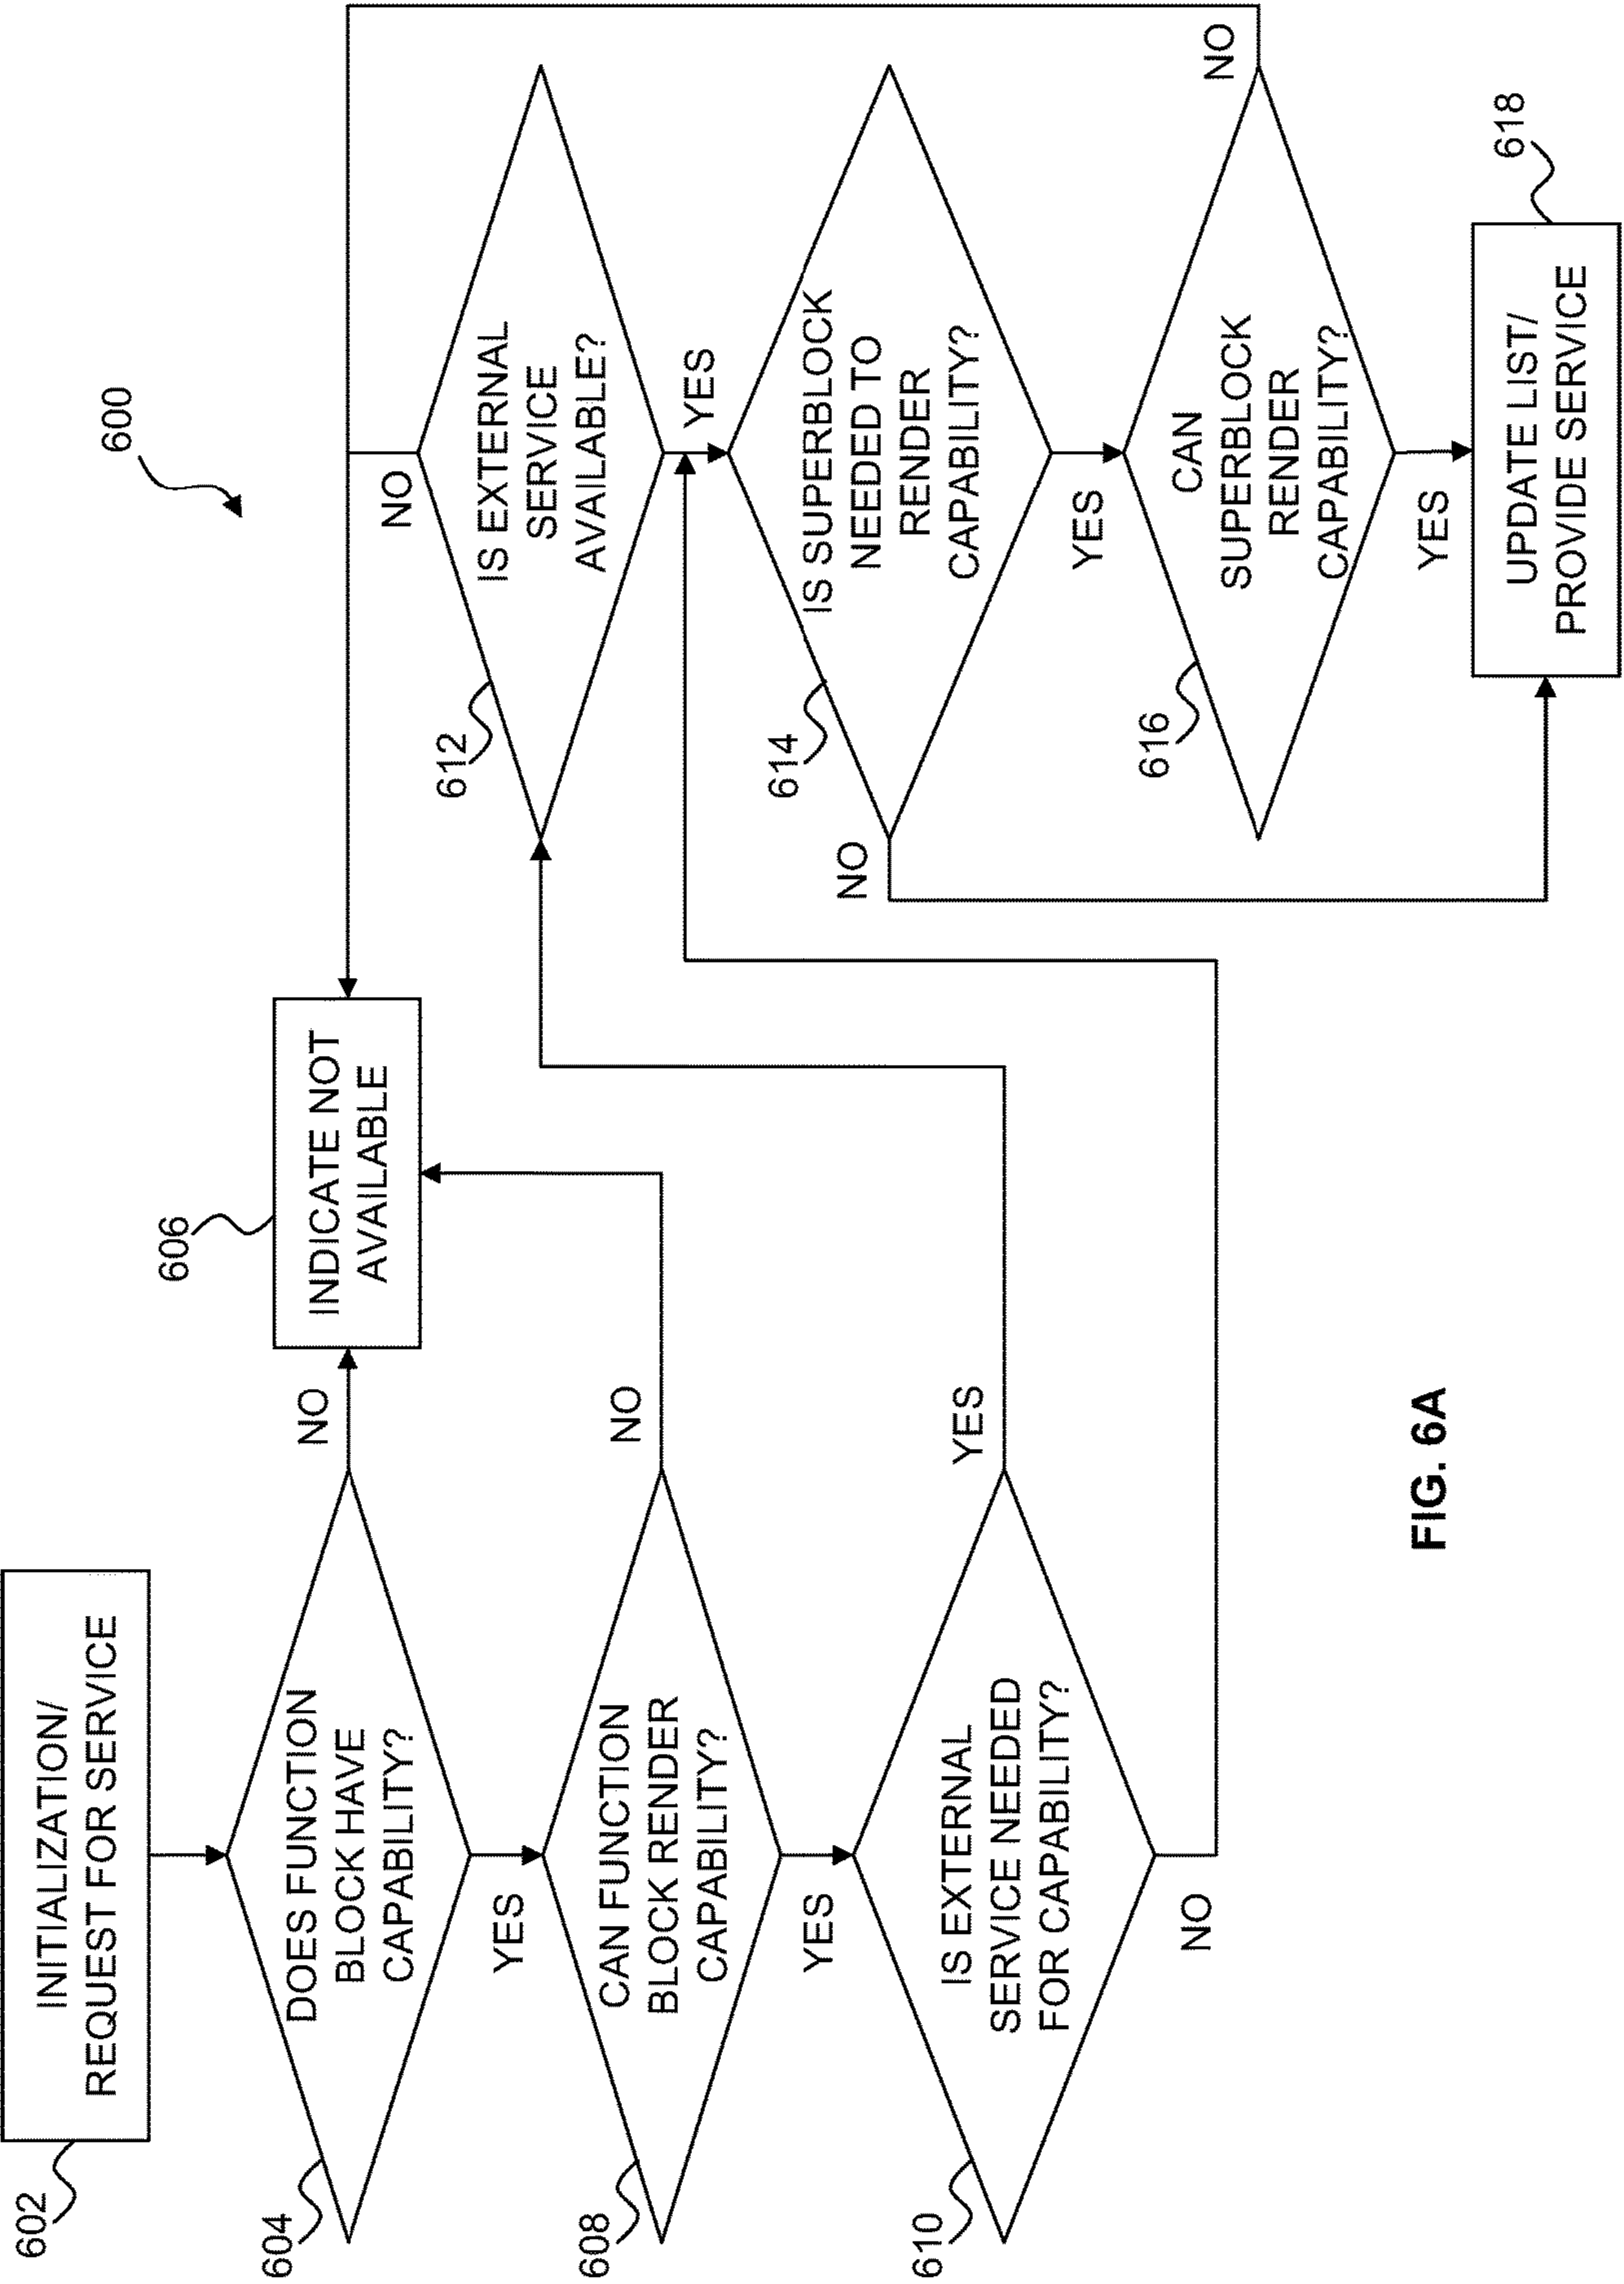 600
602
INITIALIZATION/
REQUEST FOR SERVICE
604
DOES FUNCTION
BLOCK HAVE
CAPABILITY?
NO
YES
606
INDICATE NOT
AVAILABLE
608
CAN FUNCTION
BLOCK RENDER
CAPABILITY?
NO
YES
610
IS EXTERNAL
SERVICE NEEDED
FOR CAPABILITY?
YES
NO
612
IS EXTERNAL
SERVICE
AVAILABLE?
NO
YES
614
IS SUPERBLOCK
NEEDED TO
RENDER
CAPABILITY?
NO
YES
616
CAN
SUPERBLOCK
RENDER
CAPABILITY?
NO
YES
618
UPDATE LIST/
PROVIDE SERVICE
FIG. 6A